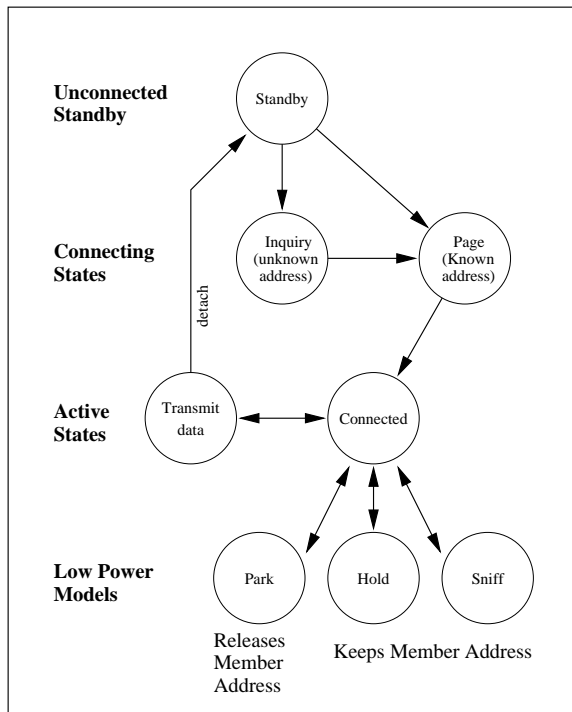 Unconnected
Standby
Standby
Connecting
States
Inquiry
(unknown
address)
Page
(Known
address)
detach
Active
States
Transmit
data
Connected
Low Power
Models
Park
Hold
Sniff
Releases
Member
Address
Keeps Member Address